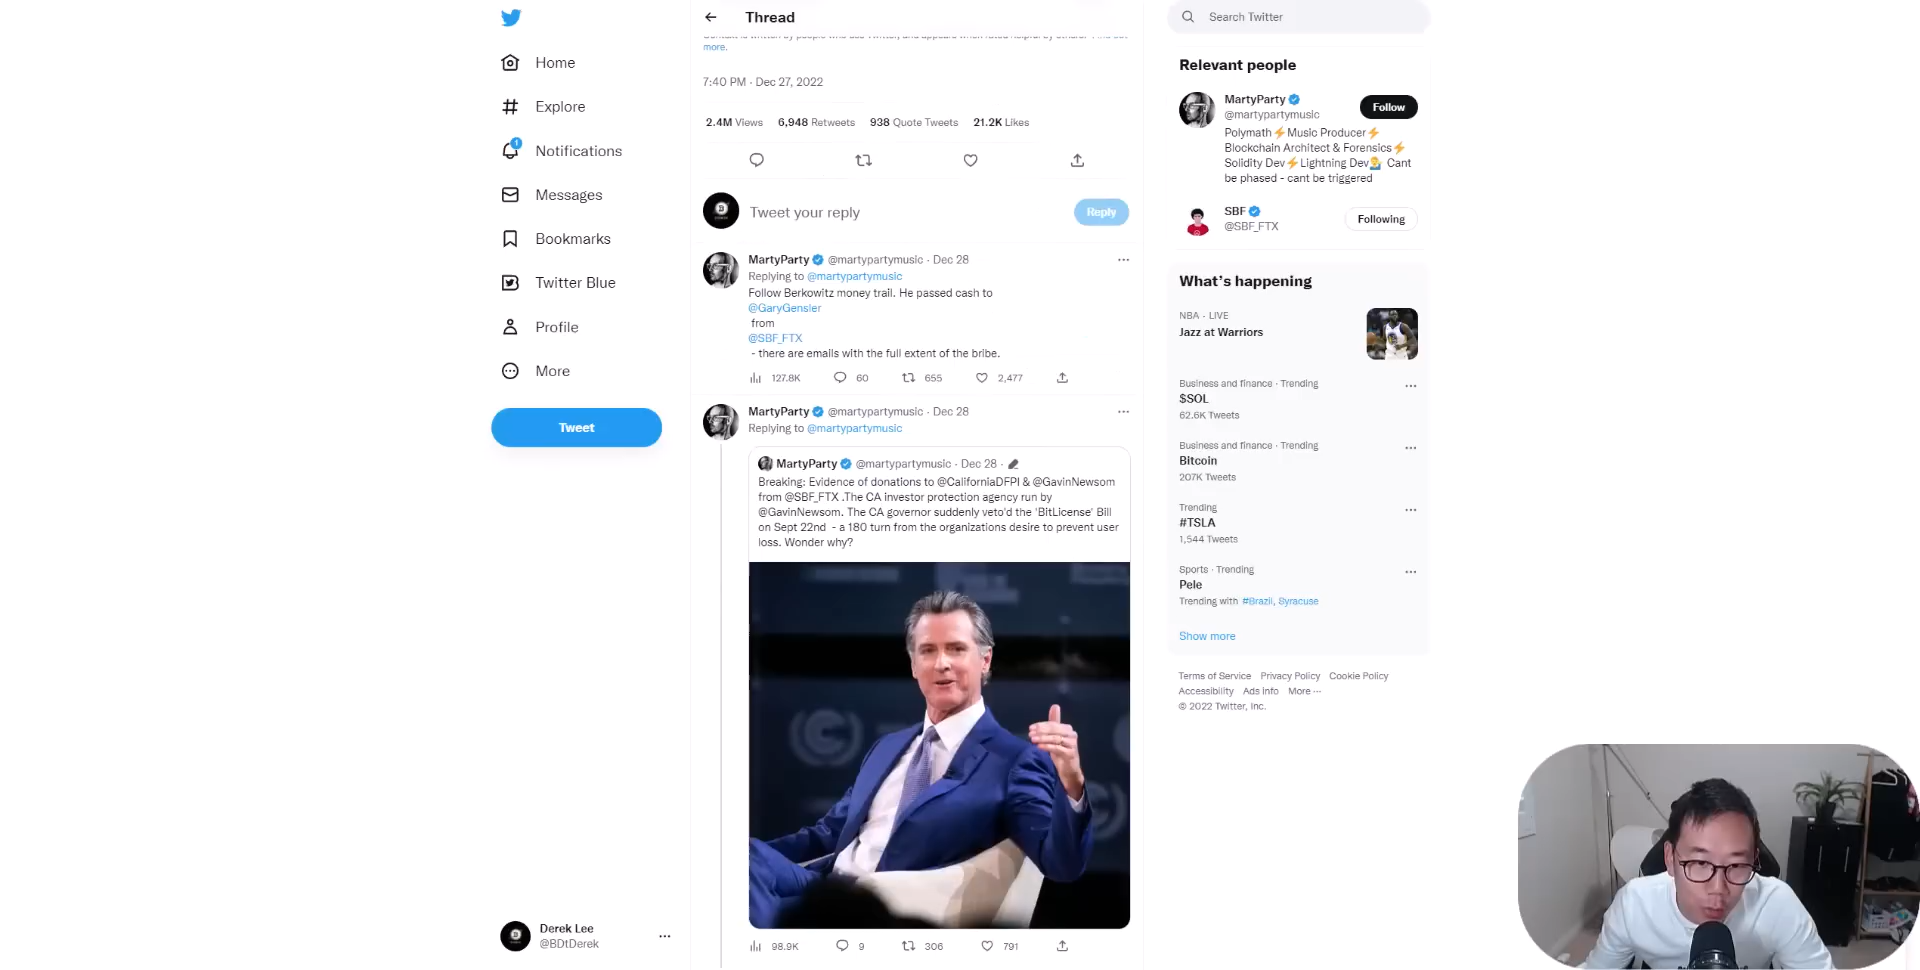 Thread
Search Twitter
Home
Explore
1
Notifications
Messages
Bookmarks
Twitter Blue
Profile
More
Tweet
Derek Lee
@BDtDerek
Context is written by people who use Twitter, and appears when rated helpful by others. Find out
more.
7:40 PM · Dec 27, 2022
2.4M Views 6,948 Retweets 938 Quote Tweets 21.2K Likes
Tweet your reply
Reply
MartyParty @martypartymusic · Dec 28
Replying to @martypartymusic
Follow Berkowitz money trail. He passed cash to
@GaryGensler
from
@SBF_FTX
- there are emails with the full extent of the bribe.
127.8K 60 655 2,477
MartyParty @martypartymusic · Dec 28
Replying to @martypartymusic
MartyParty @martypartymusic · Dec 28 ·
Breaking: Evidence of donations to @CaliforniaDFPI & @GavinNewsom
from @SBF_FTX .The CA investor protection agency run by
@GavinNewsom. The CA governor suddenly veto'd the 'BitLicense' Bill
on Sept 22nd - a 180 turn from the organizations desire to prevent user
loss. Wonder why?
98.9K 9 306 791
Relevant people
MartyParty
@martypartymusic
Follow
Polymath⚡Music Producer⚡
Blockchain Architect & Forensics⚡
Solidity Dev⚡Lightning Dev💁‍♂️ Cant
be phased - cant be triggered
SBF
@SBF_FTX
Following
What's happening
NBA · LIVE
Jazz at Warriors
Business and finance · Trending
$SOL
62.6K Tweets
Business and finance · Trending
Bitcoin
207K Tweets
Trending
#TSLA
1,544 Tweets
Sports · Trending
Pele
Trending with #Brazil, Syracuse
Show more
Terms of Service Privacy Policy Cookie Policy
Accessibility Ads info More ···
© 2022 Twitter, Inc.